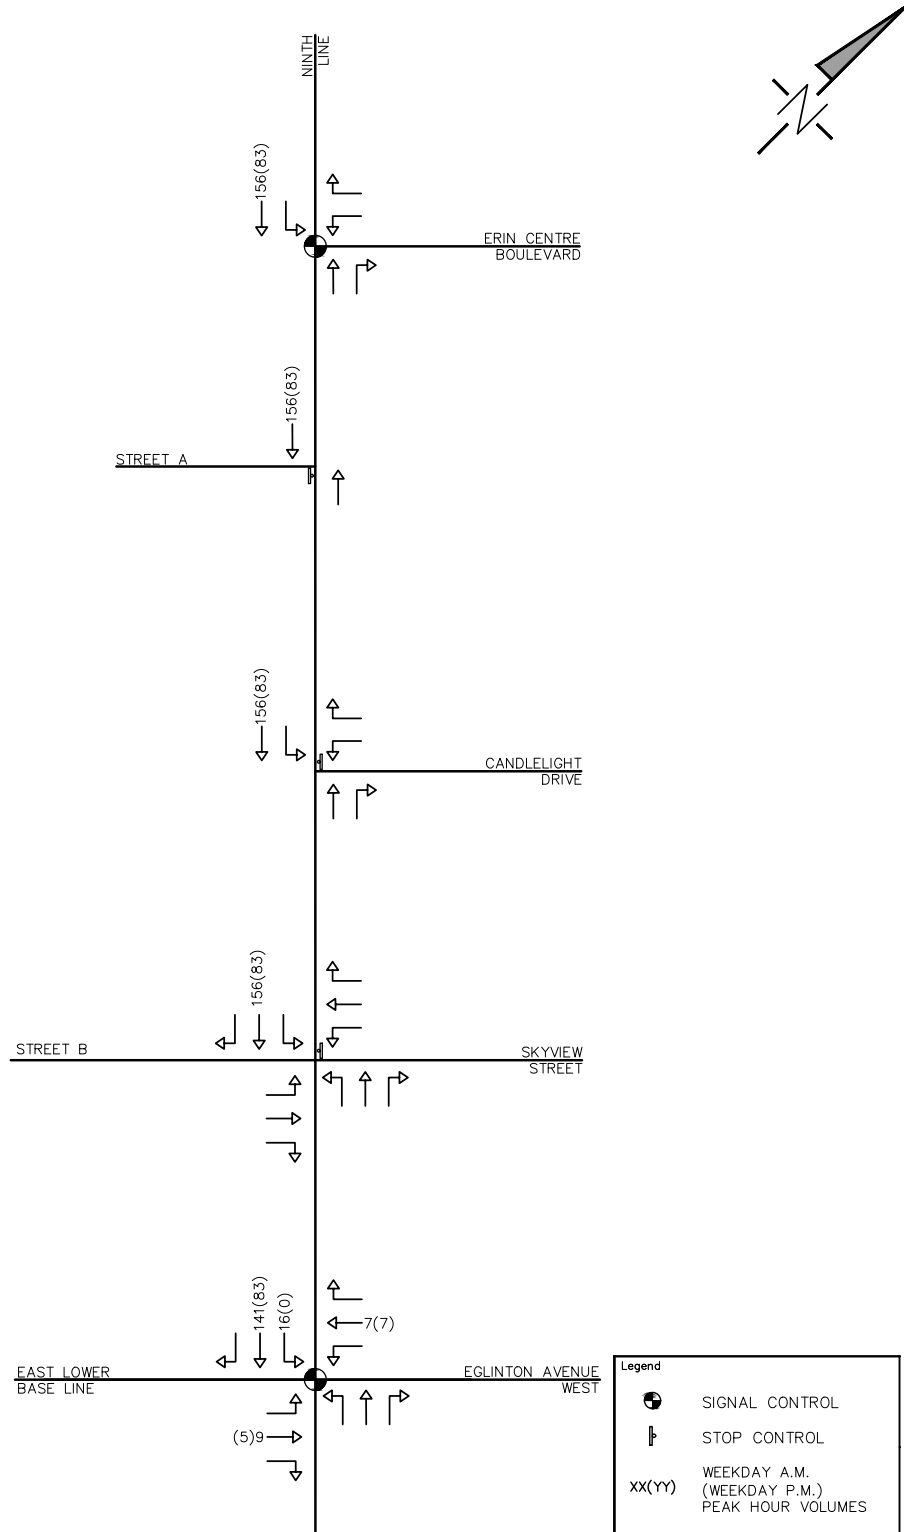 NINTH
LINE
156(83)
ERIN CENTRE
BOULEVARD
156(83)
STREET A
156(83)
CANDLELIGHT
DRIVE
156(83)
STREET B
SKYVIEW
STREET
141(83)
16(0)
7(7)
EAST LOWER
BASE LINE
EGLINTON AVENUE
WEST
(5)9
N
Legend
SIGNAL CONTROL
STOP CONTROL
XX(YY)
WEEKDAY A.M.
(WEEKDAY P.M.)
PEAK HOUR VOLUMES